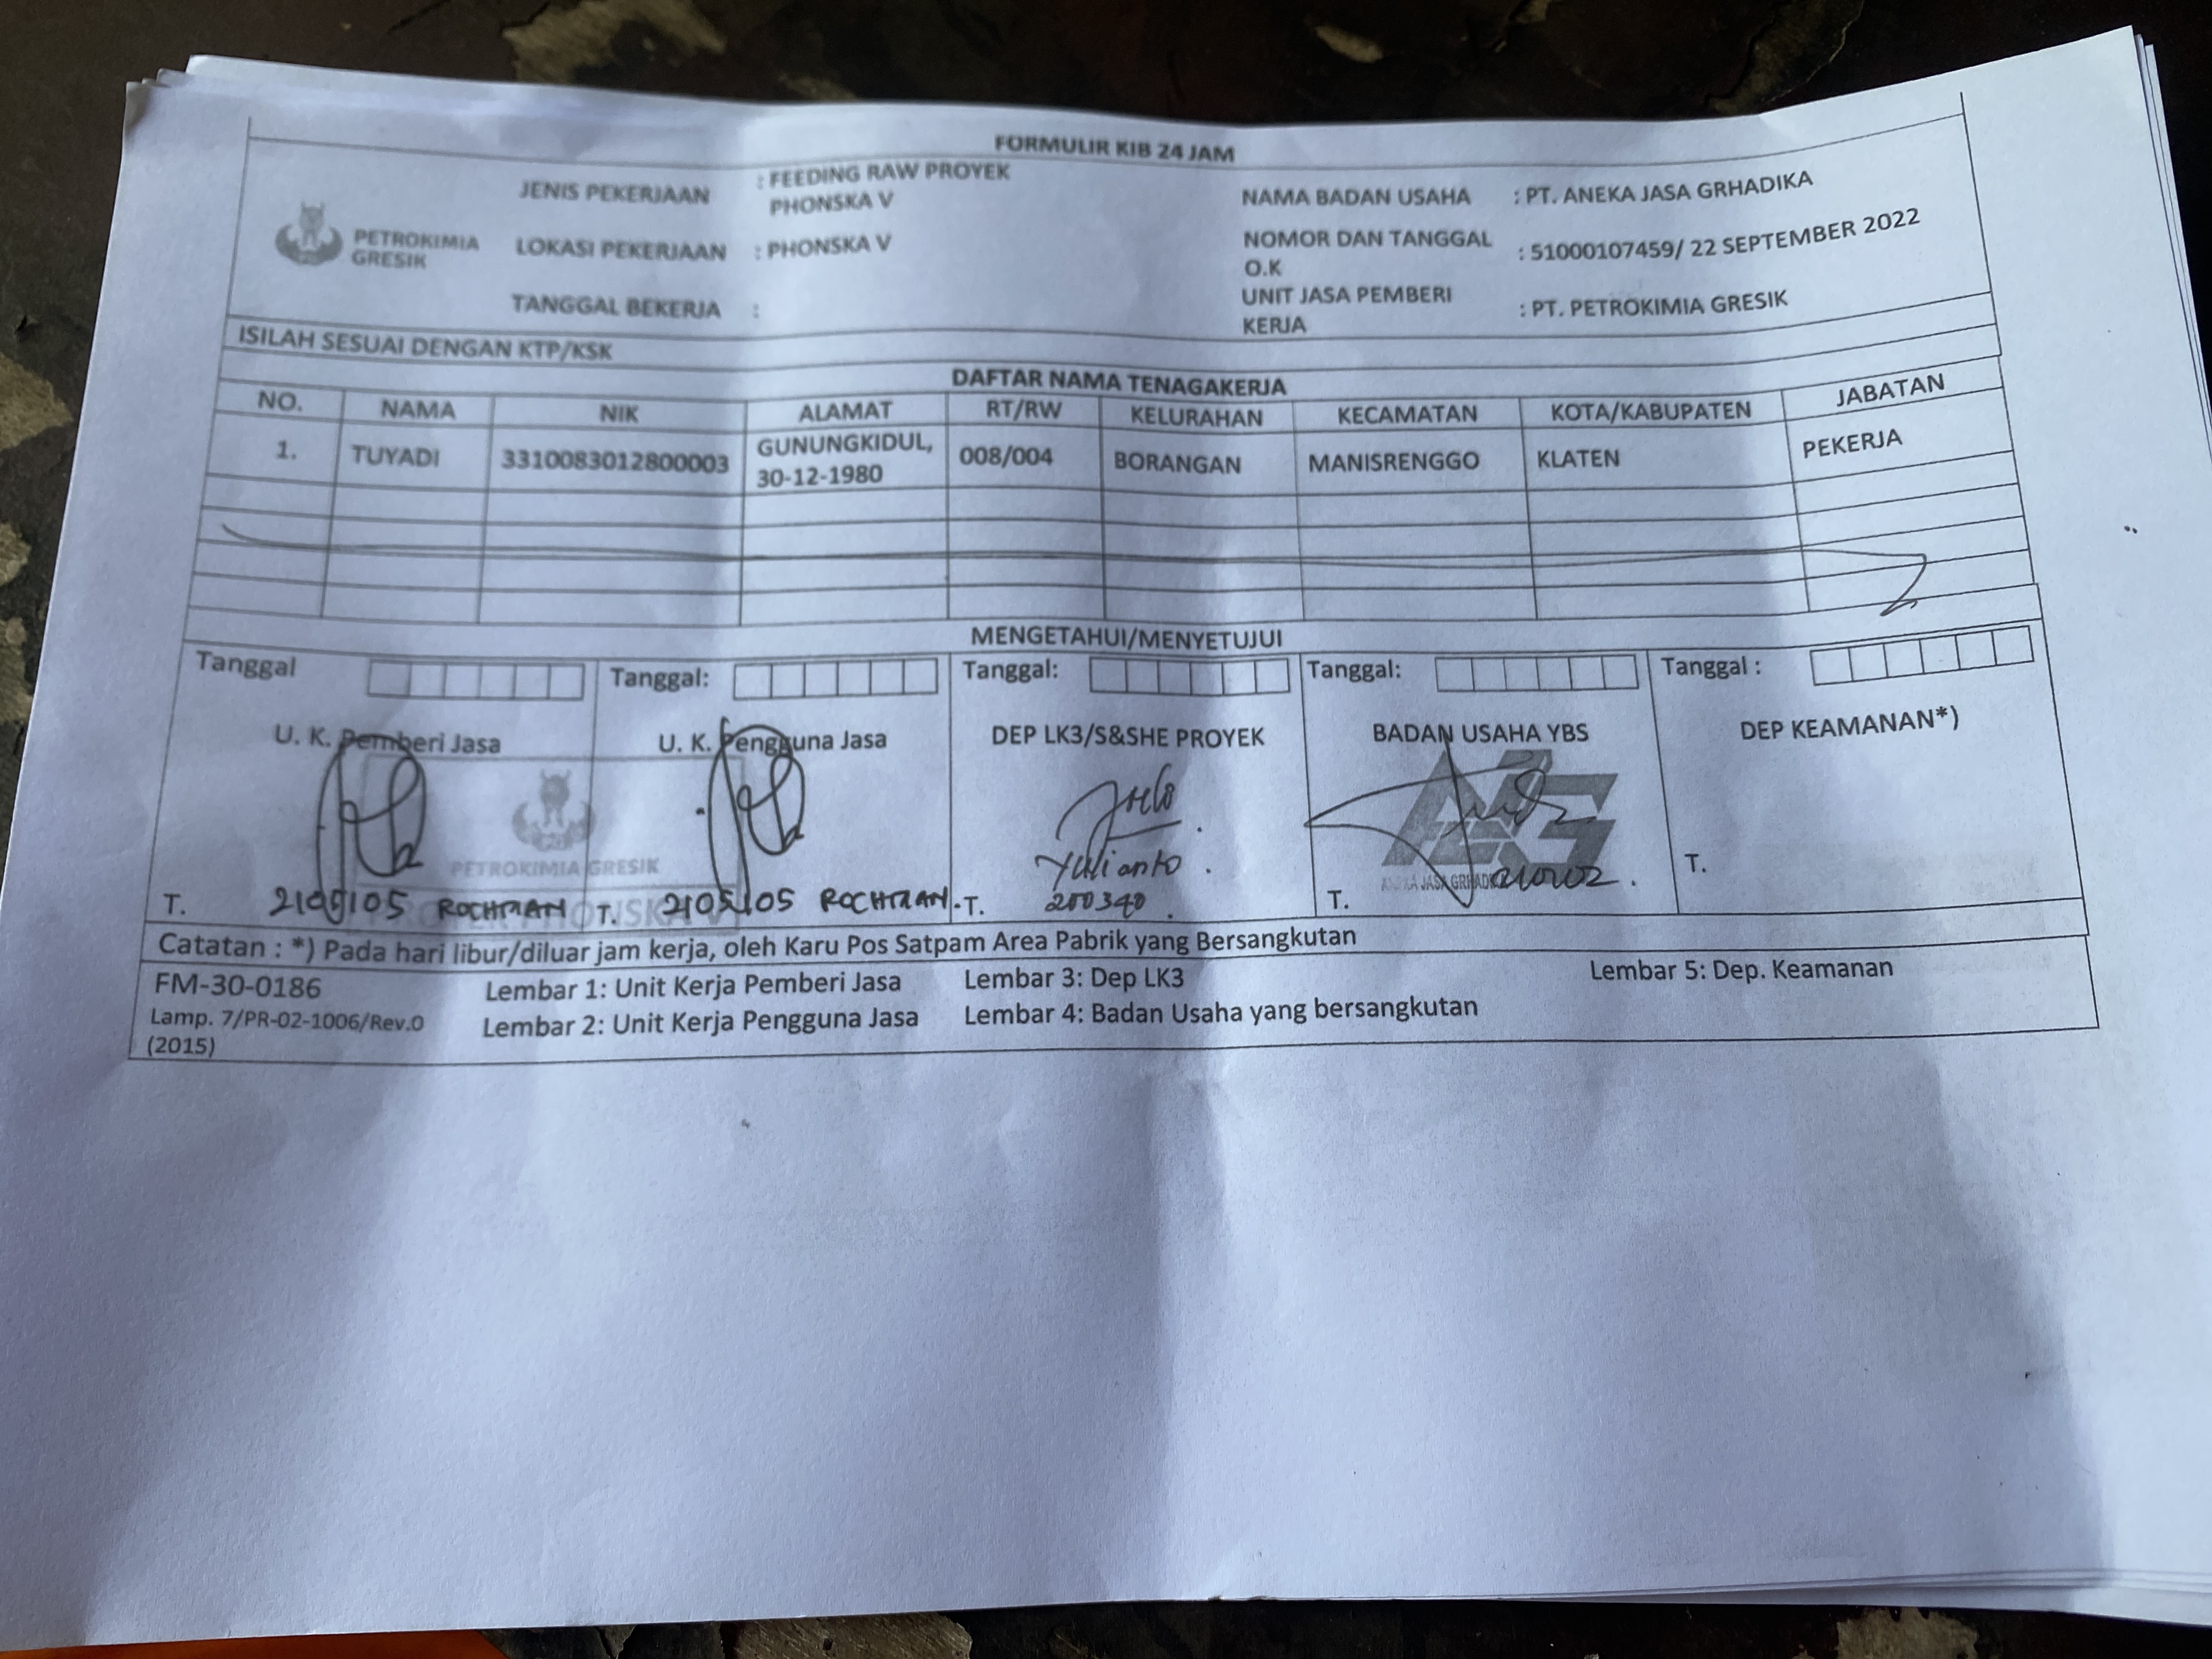 FORMULIR KIB 24 JAM
PETROKIMIA
GRESIK
JENIS PEKERJAAN : FEEDING RAW PROYEK
PHONSKA V
LOKASI PEKERJAAN : PHONSKA V
TANGGAL BEKERJA :
NAMA BADAN USAHA : PT. ANEKA JASA GRHADIKA
NOMOR DAN TANGGAL : 5100107459/ 22 SEPTEMBER 2022
O.K
UNIT JASA PEMBERI : PT. PETROKIMIA GRESIK
KERJA
ISILAH SESUAI DENGAN KTP/KSK
DAFTAR NAMA TENAGAKERJA
NO. NAMA NIK ALAMAT RT/RW KELURAHAN KECAMATAN KOTA/KABUPATEN JABATAN
1. TUYADI 3310083012800003 GUNUNGKIDUL, 008/004 BORANGAN MANISRENGGO KLATEN PEKERJA
30-12-1980
MENGETAHUI/MENYETUJUI
Tanggal Tanggal: Tanggal: Tanggal: Tanggal :
U. K. Pemberi Jasa U. K. Pengguna Jasa DEP LK3/S&SHE PROYEK BADAN USAHA YBS DEP KEAMANAN*)
PETROKIMIA GRESIK
Yulianto.
T. 2105105 ROCHMAN T. 2105105 ROCHMAN T. T. T.
Catatan : *) Pada hari libur/diluar jam kerja, oleh Karu Pos Satpam Area Pabrik yang Bersangkutan
FM-30-0186 Lembar 1: Unit Kerja Pemberi Jasa Lembar 3: Dep LK3 Lembar 5: Dep. Keamanan
Lamp. 7/PR-02-1006/Rev.0 Lembar 2: Unit Kerja Pengguna Jasa Lembar 4: Badan Usaha yang bersangkutan
(2015)